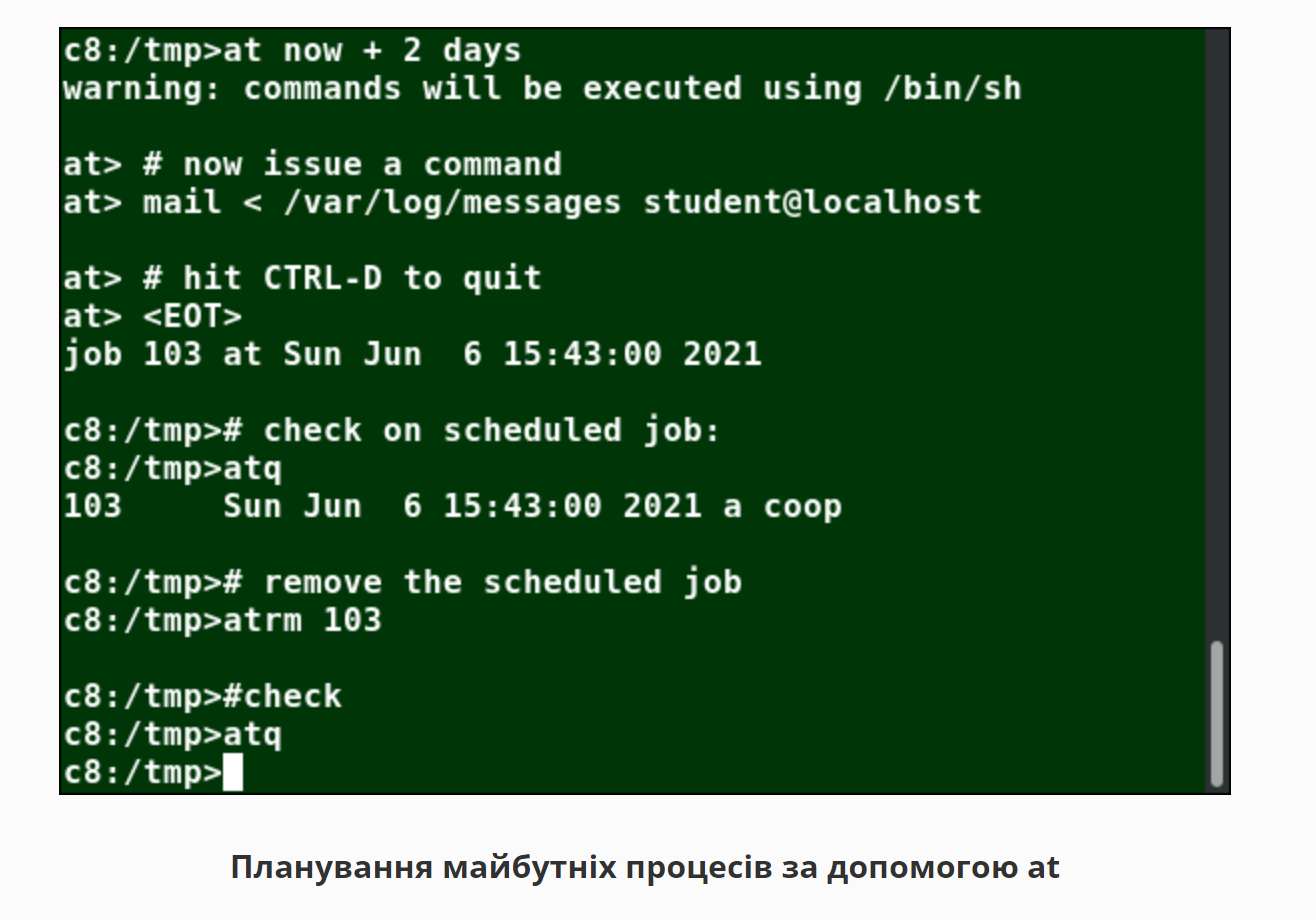 c8:/tmp>at now + 2 days
warning: commands will be executed using /bin/sh
at> # now issue a command
at> mail < /var/log/messages student@localhost
at> # hit CTRL-D to quit
at> <EOT>
job 103 at Sun Jun  6 15:43:00 2021
c8:/tmp># check on scheduled job:
c8:/tmp>atq
103     Sun Jun  6 15:43:00 2021 a coop
c8:/tmp># remove the scheduled job
c8:/tmp>atrm 103
c8:/tmp>#check
c8:/tmp>atq
c8:/tmp>
Планування майбутніх процесів за допомогою at